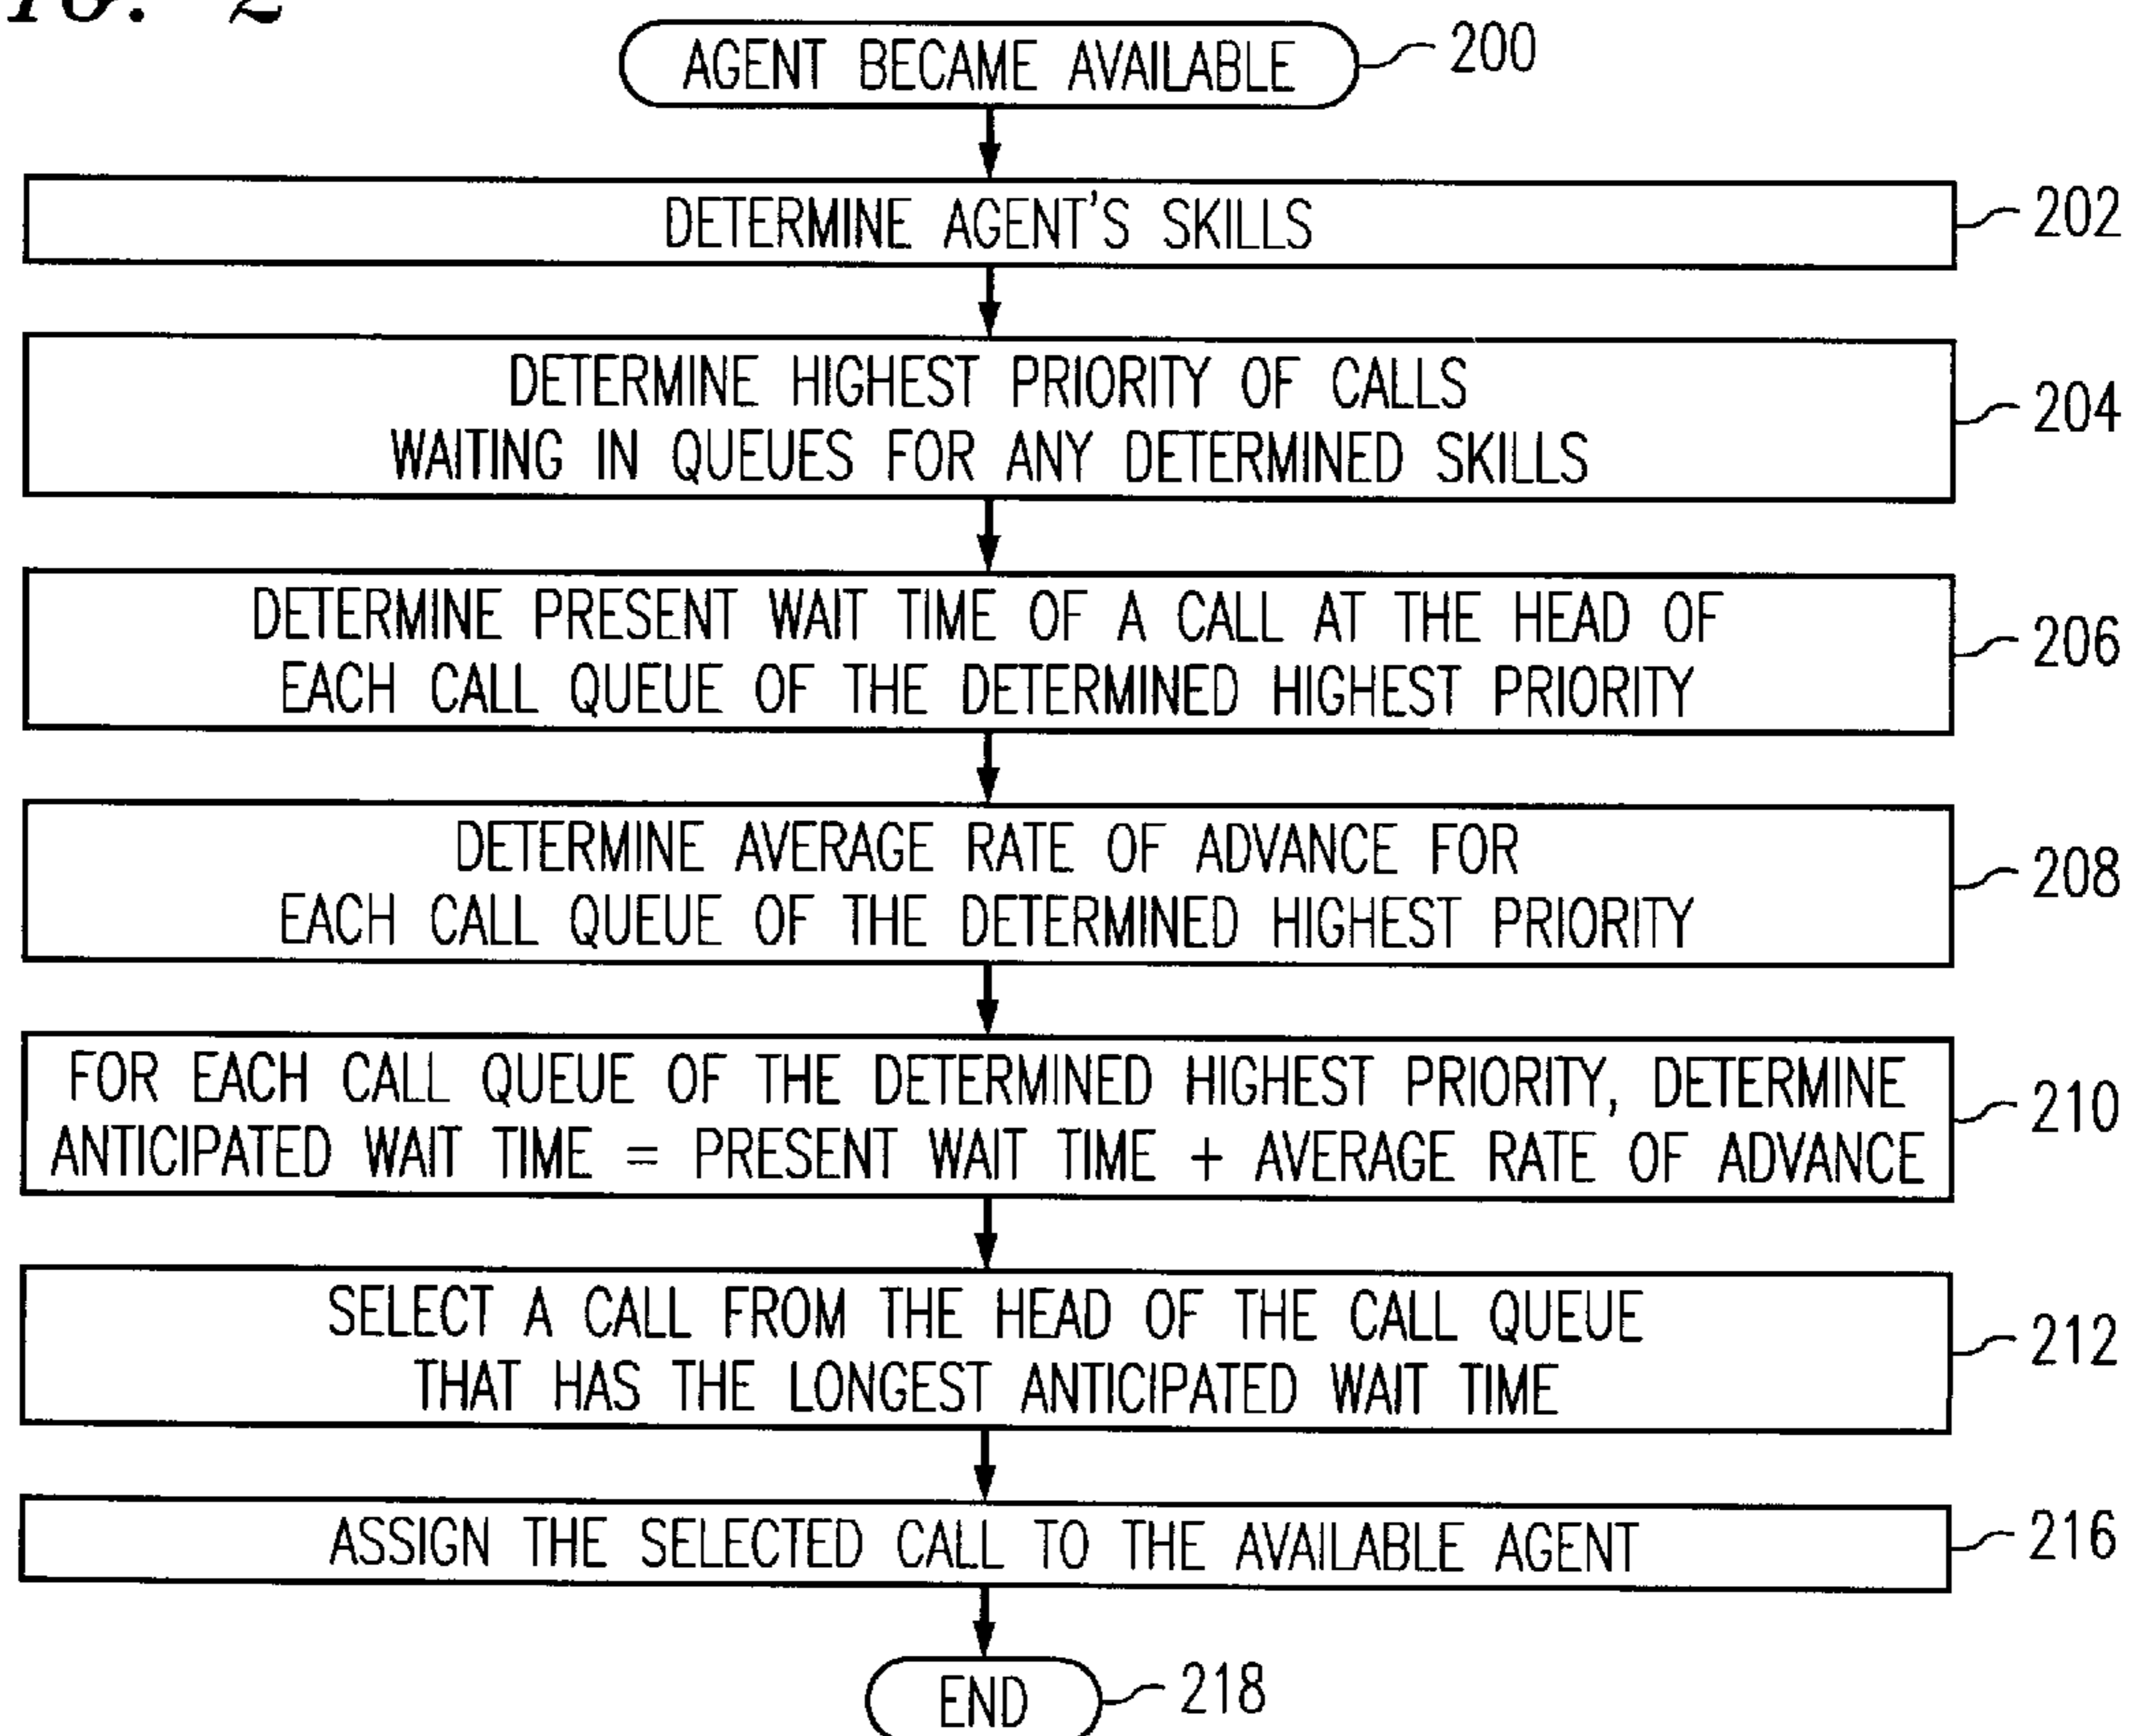 2
AGENT BECAME AVAILABLE
200
DETERMINE AGENT'S SKILLS
202
DETERMINE HIGHEST PRIORITY OF CALLS
WAITING IN QUEUES FOR ANY DETERMINED SKILLS
204
DETERMINE PRESENT WAIT TIME OF A CALL AT THE HEAD OF
EACH CALL QUEUE OF THE DETERMINED HIGHEST PRIORITY
206
DETERMINE AVERAGE RATE OF ADVANCE FOR
EACH CALL QUEUE OF THE DETERMINED HIGHEST PRIORITY
208
FOR EACH CALL QUEUE OF THE DETERMINED HIGHEST PRIORITY, DETERMINE
ANTICIPATED WAIT TIME = PRESENT WAIT TIME + AVERAGE RATE OF ADVANCE
210
SELECT A CALL FROM THE HEAD OF THE CALL QUEUE
THAT HAS THE LONGEST ANTICIPATED WAIT TIME
212
ASSIGN THE SELECTED CALL TO THE AVAILABLE AGENT
216
END
218